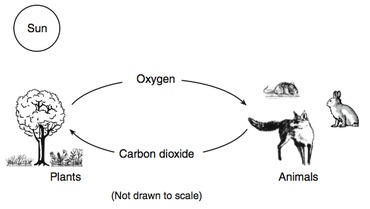 Sun
Oxygen
Carbon dioxide
Plants
Animals
(Not drawn to scale)